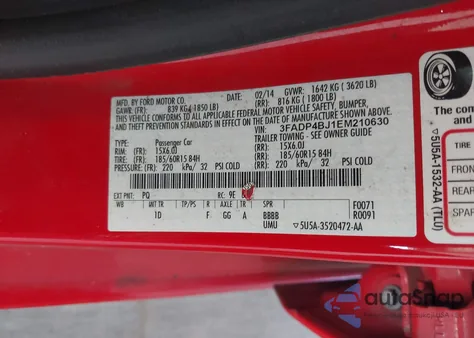 MFD. BY FORD MOTOR CO.
DATE: 02/14 GVWR: 1642 KG ( 3620 LB)
GAWR: (FR): 839 KG ( 1850 LB) (RR): 816 KG ( 1800 LB)
THIS VEHICLE CONFORMS TO ALL APPLICABLE FEDERAL MOTOR VEHICLE SAFETY, BUMPER,
AND THEFT PREVENTION STANDARDS IN EFFECT ON THE DATE OF MANUFACTURE SHOWN ABOVE.
VIN: 3FADP4BJ1EM210630
TYPE: Passenger Car TRAILER TOWING - SEE OWNER GUIDE
RIM: (FR): 15X6.0J (RR): 15X6.0J
TIRE: (FR): 185/60R15 84H (RR): 185/60R15 84H
PRESSURE: (FR): 220 kPa/ 32 PSI COLD (RR): 220 kPa/ 32 PSI COLD
EXT PNT: PQ RC: 9E
WB INT TR TP/PS R AXLE TR SPR F0071
1D F GG A BBBB R0091
UMU ▽5U5A-3520472-AA
▽5U5A-1532-AA (TLU)
The com
TIRE
FRONT
REAR
SPARE
autoSnap